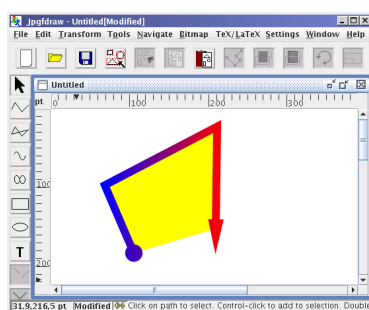 Jpgfdraw - Untitled[Modified]
File Edit Transform Tools Navigate Bitmap TeX/LaTeX Settings Window Help
Untitled
pt 0 100 200 300
100
200
T
31.9,216.5 pt Modified Click on path to select. Control-click to add to selection. Double